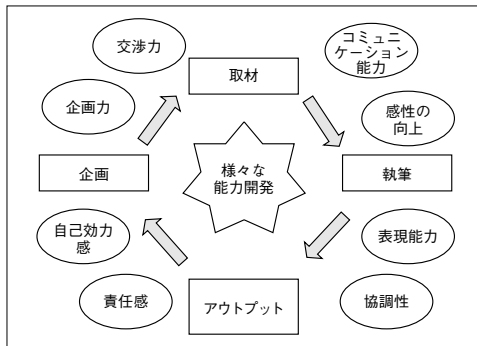 交渉力
コミュニ
ケーション
能力
取材
企画力
感性の
向上
企画
様々な
能力開発
執筆
自己効力
感
表現能力
責任感
アウトプット
協調性